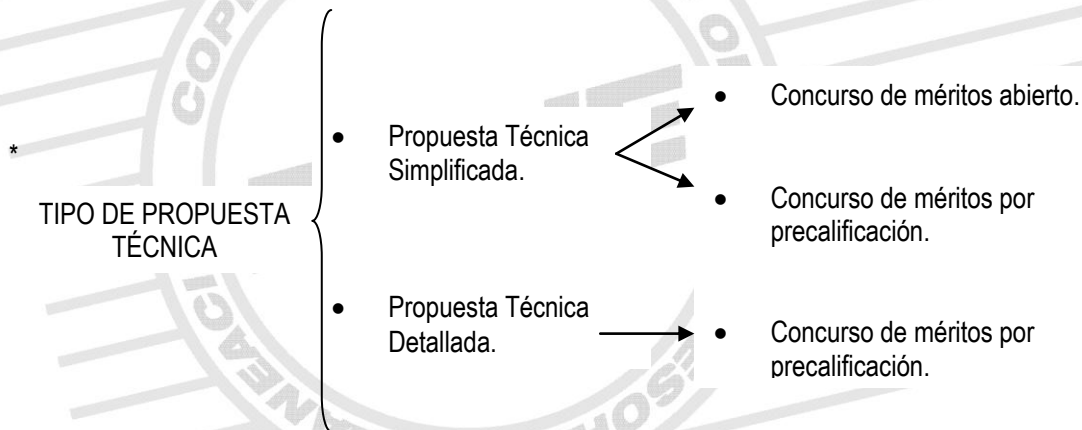 *
TIPO DE PROPUESTA
TÉCNICA
• Propuesta Técnica
Simplificada.
• Concurso de méritos abierto.
• Concurso de méritos por
precalificación.
• Propuesta Técnica
Detallada.
• Concurso de méritos por
precalificación.